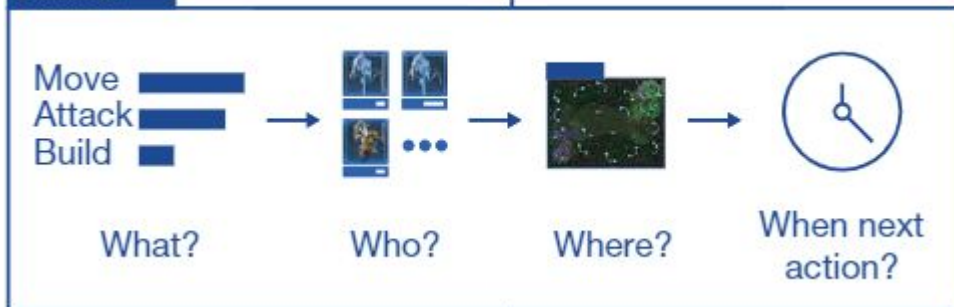 Move
Attack
Build
What?
Who?
Where?
When next
action?